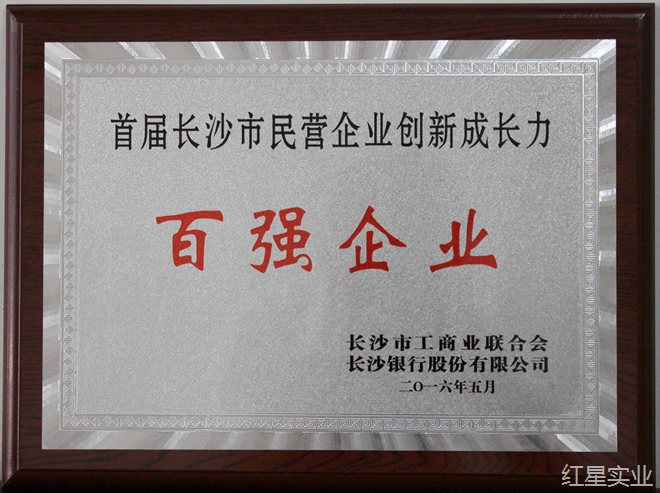 首届长沙市民营企业创新成长力
百强企业
长沙市工商业联合会
长沙银行股份有限公司
二〇一六年五月
红星实业